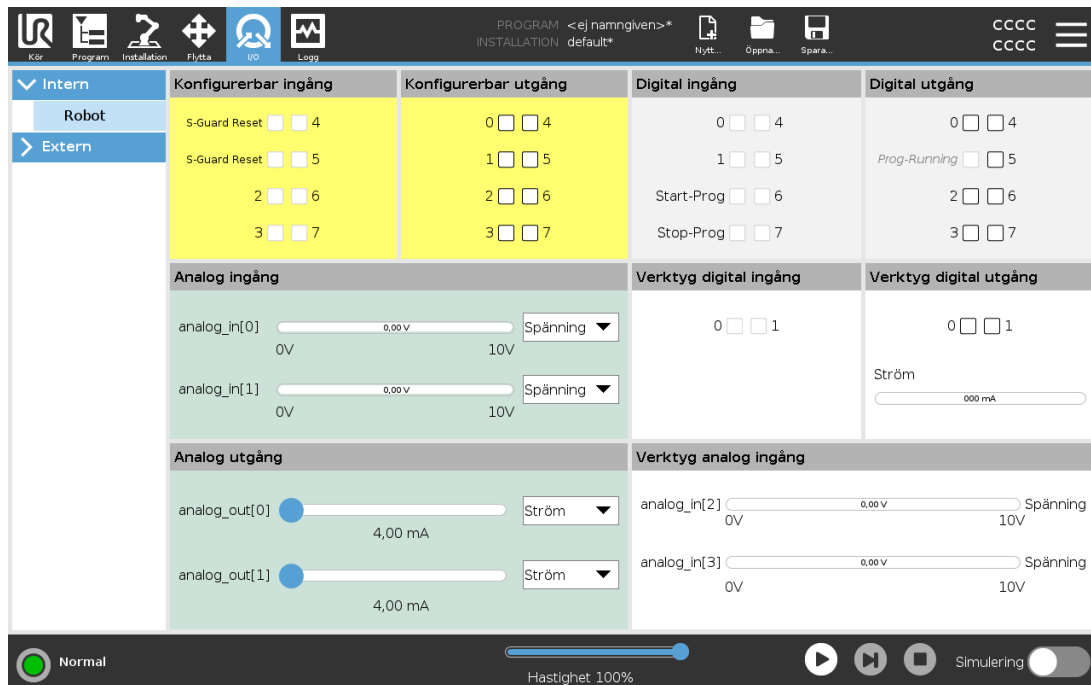 UR
Kör Program Installation Flytta I/O Logg
PROGRAM <ej namngiven>*
INSTALLATION default*
Nytt... Öppna... Spara...
CCCC
CCCC
Intern
Robot
Extern
Konfigurerbar ingång
S-Guard Reset 4
S-Guard Reset 5
2 6
3 7
Konfigurerbar utgång
0 4
1 5
2 6
3 7
Digital ingång
0 4
1 5
Start-Prog 6
Stop-Prog 7
Digital utgång
0 4
Prog-Running 5
2 6
3 7
Analog ingång
analog_in[0] 0,00 V Spänning
0V 10V
analog_in[1] 0,00 V Spänning
0V 10V
Verktyg digital ingång
0 1
Verktyg digital utgång
0 1
Ström
000 mA
Analog utgång
analog_out[0] Ström
4,00 mA
analog_out[1] Ström
4,00 mA
Verktyg analog ingång
analog_in[2] 0,00 V Spänning
0V 10V
analog_in[3] 0,00 V Spänning
0V 10V
Normal
Hastighet 100%
Simulering